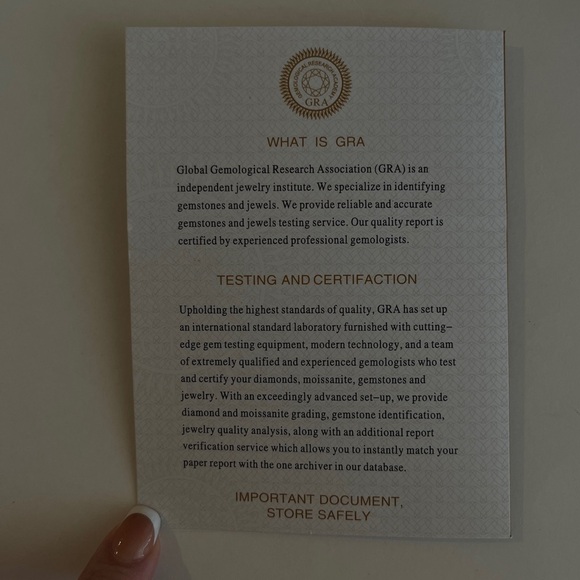 GEMOLOGICAL RESEARCH ACADEMY
GRA
WHAT IS GRA
Global Gemological Research Association (GRA) is an
independent jewelry institute. We specialize in identifying
gemstones and jewels. We provide reliable and accurate
gemstones and jewels testing service. Our quality report is
certified by experienced professional gemologists.
TESTING AND CERTIFACTION
Upholding the highest standards of quality, GRA has set up
an international standard laboratory furnished with cutting–
edge gem testing equipment, modern technology, and a team
of extremely qualified and experienced gemologists who test
and certify your diamonds, moissanite, gemstones and
jewelry. With an exceedingly advanced set–up, we provide
diamond and moissanite grading, gemstone identification,
jewelry quality analysis, along with an additional report
verification service which allows you to instantly match your
paper report with the one archiver in our database.
IMPORTANT DOCUMENT,
STORE SAFELY